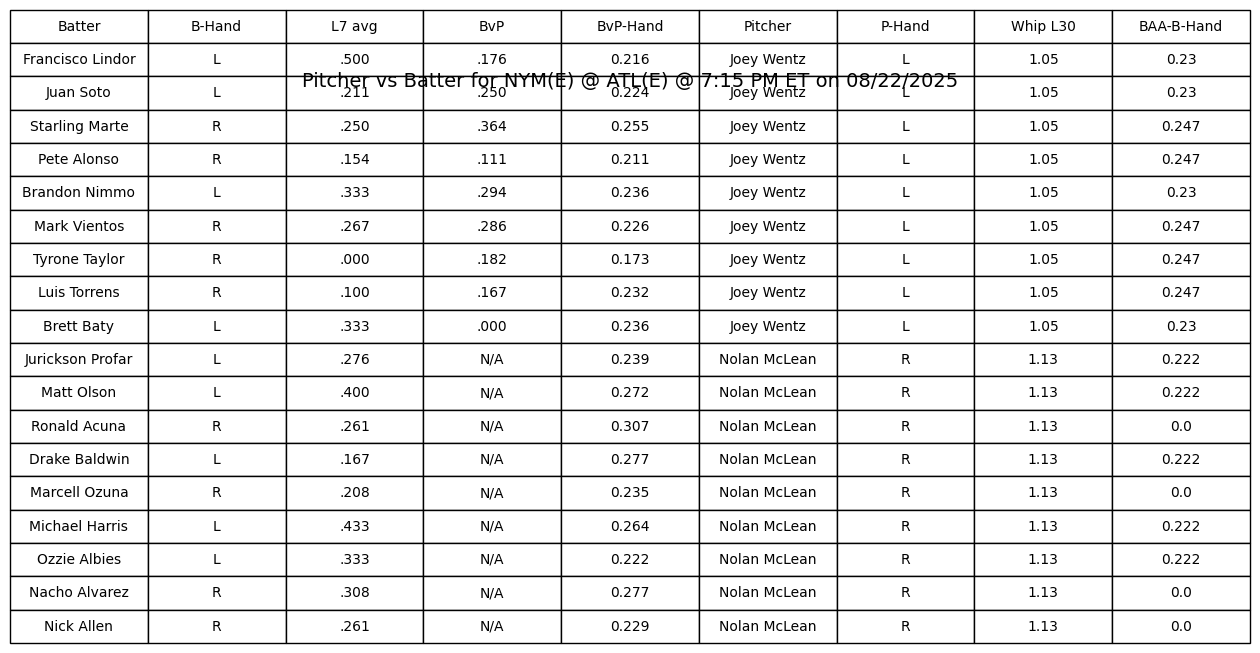 Batter B-Hand L7 avg BvP BvP-Hand Pitcher P-Hand Whip L30 BAA-B-Hand
Francisco Lindor L .500 .176 0.216 Joey Wentz L 1.05 0.23
Pitcher vs Batter for NYM(E) @ ATL(E) @ 7:15 PM ET on 08/22/2025
Juan Soto L .211 .250 0.224 Joey Wentz L 1.05 0.23
Starling Marte R .250 .364 0.255 Joey Wentz L 1.05 0.247
Pete Alonso R .154 .111 0.211 Joey Wentz L 1.05 0.247
Brandon Nimmo L .333 .294 0.236 Joey Wentz L 1.05 0.23
Mark Vientos R .267 .286 0.226 Joey Wentz L 1.05 0.247
Tyrone Taylor R .000 .182 0.173 Joey Wentz L 1.05 0.247
Luis Torrens R .100 .167 0.232 Joey Wentz L 1.05 0.247
Brett Baty L .333 .000 0.236 Joey Wentz L 1.05 0.23
Jurickson Profar L .276 N/A 0.239 Nolan McLean R 1.13 0.222
Matt Olson L .400 N/A 0.272 Nolan McLean R 1.13 0.222
Ronald Acuna R .261 N/A 0.307 Nolan McLean R 1.13 0.0
Drake Baldwin L .167 N/A 0.277 Nolan McLean R 1.13 0.222
Marcell Ozuna R .208 N/A 0.235 Nolan McLean R 1.13 0.0
Michael Harris L .433 N/A 0.264 Nolan McLean R 1.13 0.222
Ozzie Albies L .333 N/A 0.222 Nolan McLean R 1.13 0.222
Nacho Alvarez R .308 N/A 0.277 Nolan McLean R 1.13 0.0
Nick Allen R .261 N/A 0.229 Nolan McLean R 1.13 0.0